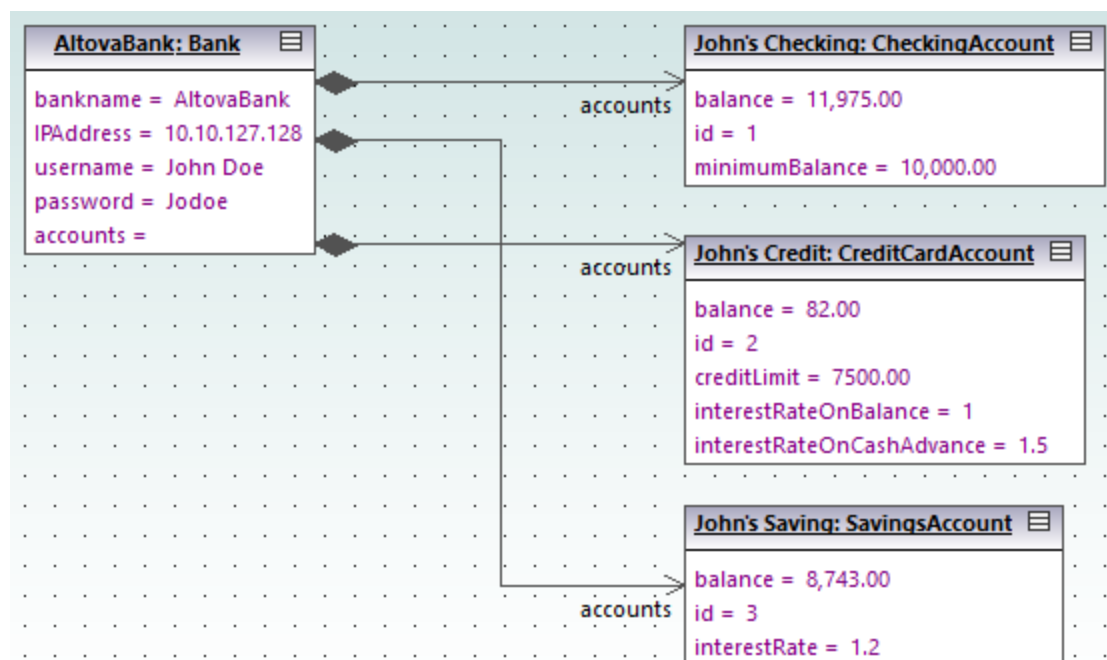 AltovaBank: Bank
bankname = AltovaBank
IPAddress = 10.10.127.128
username = John Doe
password = Jodoe
accounts =
accounts
John's Checking: CheckingAccount
balance = 11,975.00
id = 1
minimumBalance = 10,000.00
accounts
John's Credit: CreditCardAccount
balance = 82.00
id = 2
creditLimit = 7500.00
interestRateOnBalance = 1
interestRateOnCashAdvance = 1.5
accounts
John's Saving: SavingsAccount
balance = 8,743.00
id = 3
interestRate = 1.2